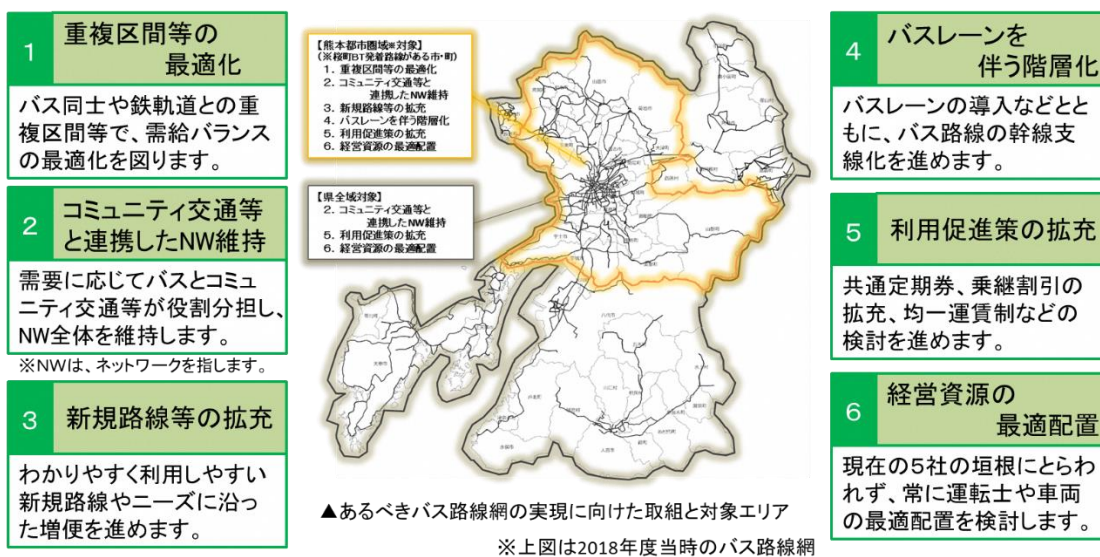 1
重複区間等の
最適化
バス同士や鉄軌道との重
複区間等で、需給バランス
の最適化を図ります。
2
コミュニティ交通等
と連携したNW維持
需要に応じてバスとコミュ
ニティ交通等が役割分担し、
NW全体を維持します。
※NWは、ネットワークを指します。
3
新規路線等の拡充
わかりやすく利用しやすい
新規路線やニーズに沿っ
た増便を進めます。
【熊本都市圏域※対象】
(※桜町BT発着路線がある市・町)
1. 重複区間等の最適化
2. コミュニティ交通等と
連携したNW維持
3. 新規路線等の拡充
4. バスレーンを伴う階層化
5. 利用促進策の拡充
6. 経営資源の最適配置
【県全域対象】
2. コミュニティ交通等と
連携したNW維持
5. 利用促進策の拡充
6. 経営資源の最適配置
▲あるべきバス路線網の実現に向けた取組と対象エリア
※上図は2018年度当時のバス路線網
4
バスレーンを
伴う階層化
バスレーンの導入などとと
もに、バス路線の幹線支
線化を進めます。
5
利用促進策の拡充
共通定期券、乗継割引の
拡充、均一運賃制などの
検討を進めます。
6
経営資源の
最適配置
現在の5社の垣根にとらわ
れず、常に運転士や車両
の最適配置を検討します。